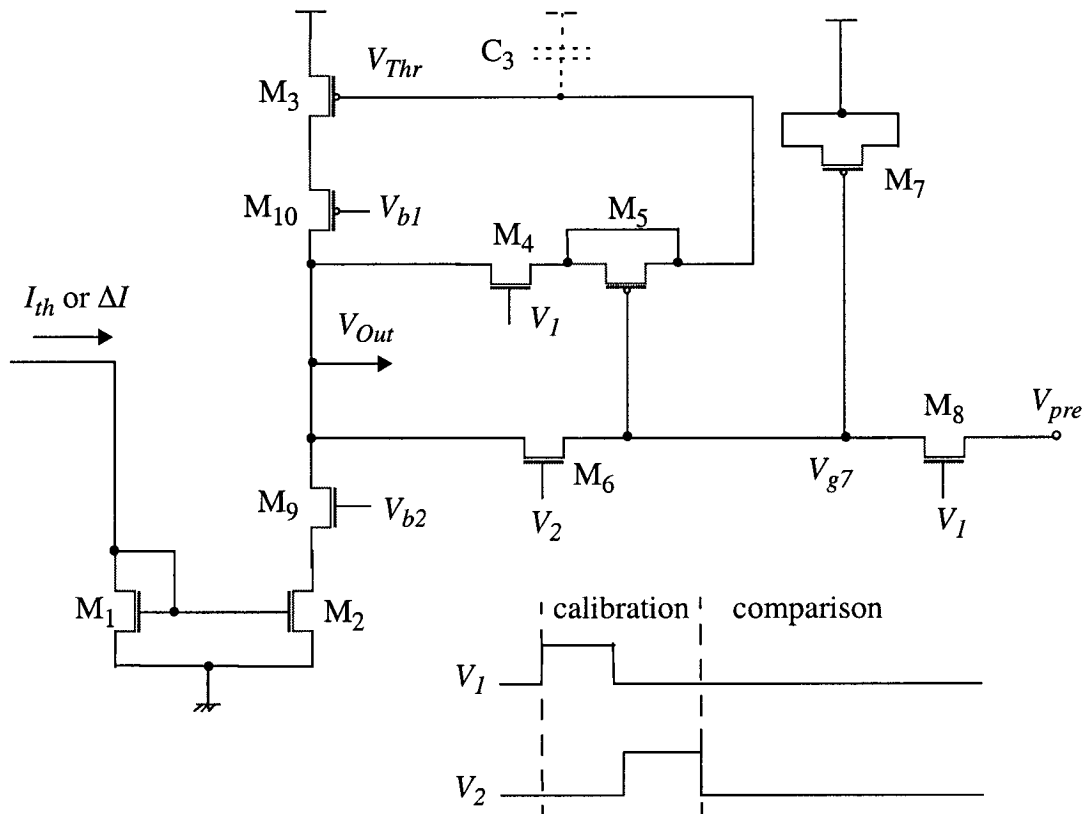 C3
VThr
M3
M7
M10
Vb1
M5
M4
Ith or ΔI
V1
VOut
M8
Vpre
M6
Vg7
M9
Vb2
V2
V1
M1
M2
calibration
comparison
V1
V2